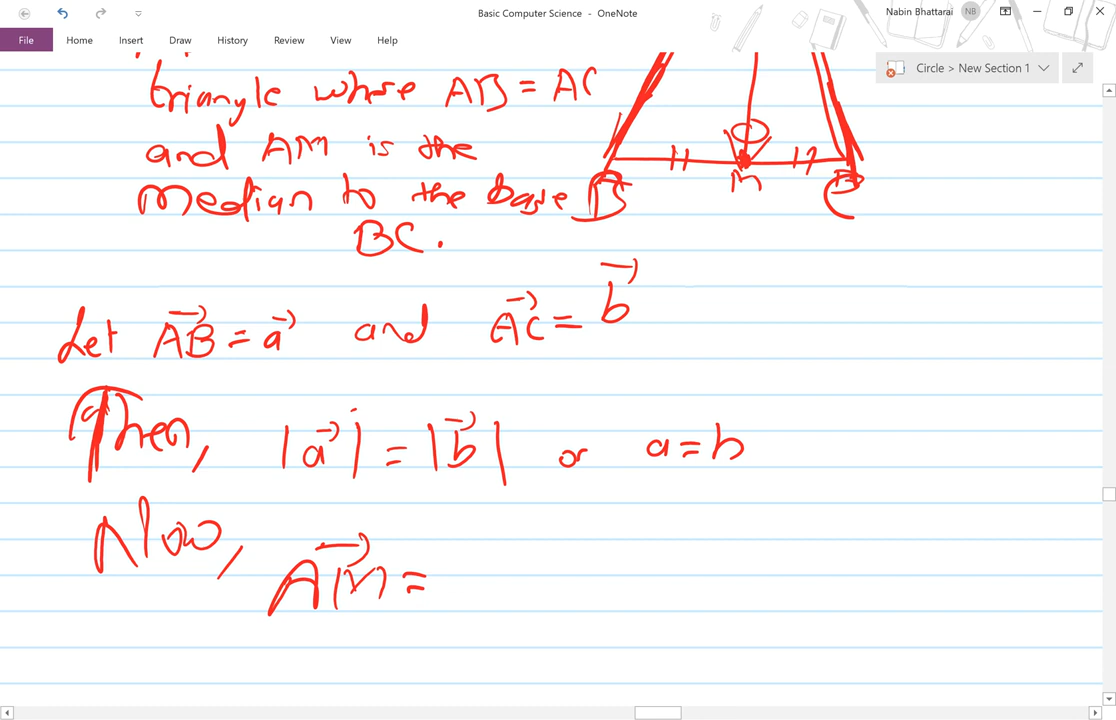 Basic Computer Science - OneNote
Nabin Bhattarai NB
File Home Insert Draw History Review View Help
Circle > New Section 1
triangle where AB = AC
and AM is the
median to the base
BC.
B M C
Let AB⃗ = a⃗ and AC⃗ = b⃗
Then, |a⃗| = |b⃗| or a = b
Now,
AM⃗ =